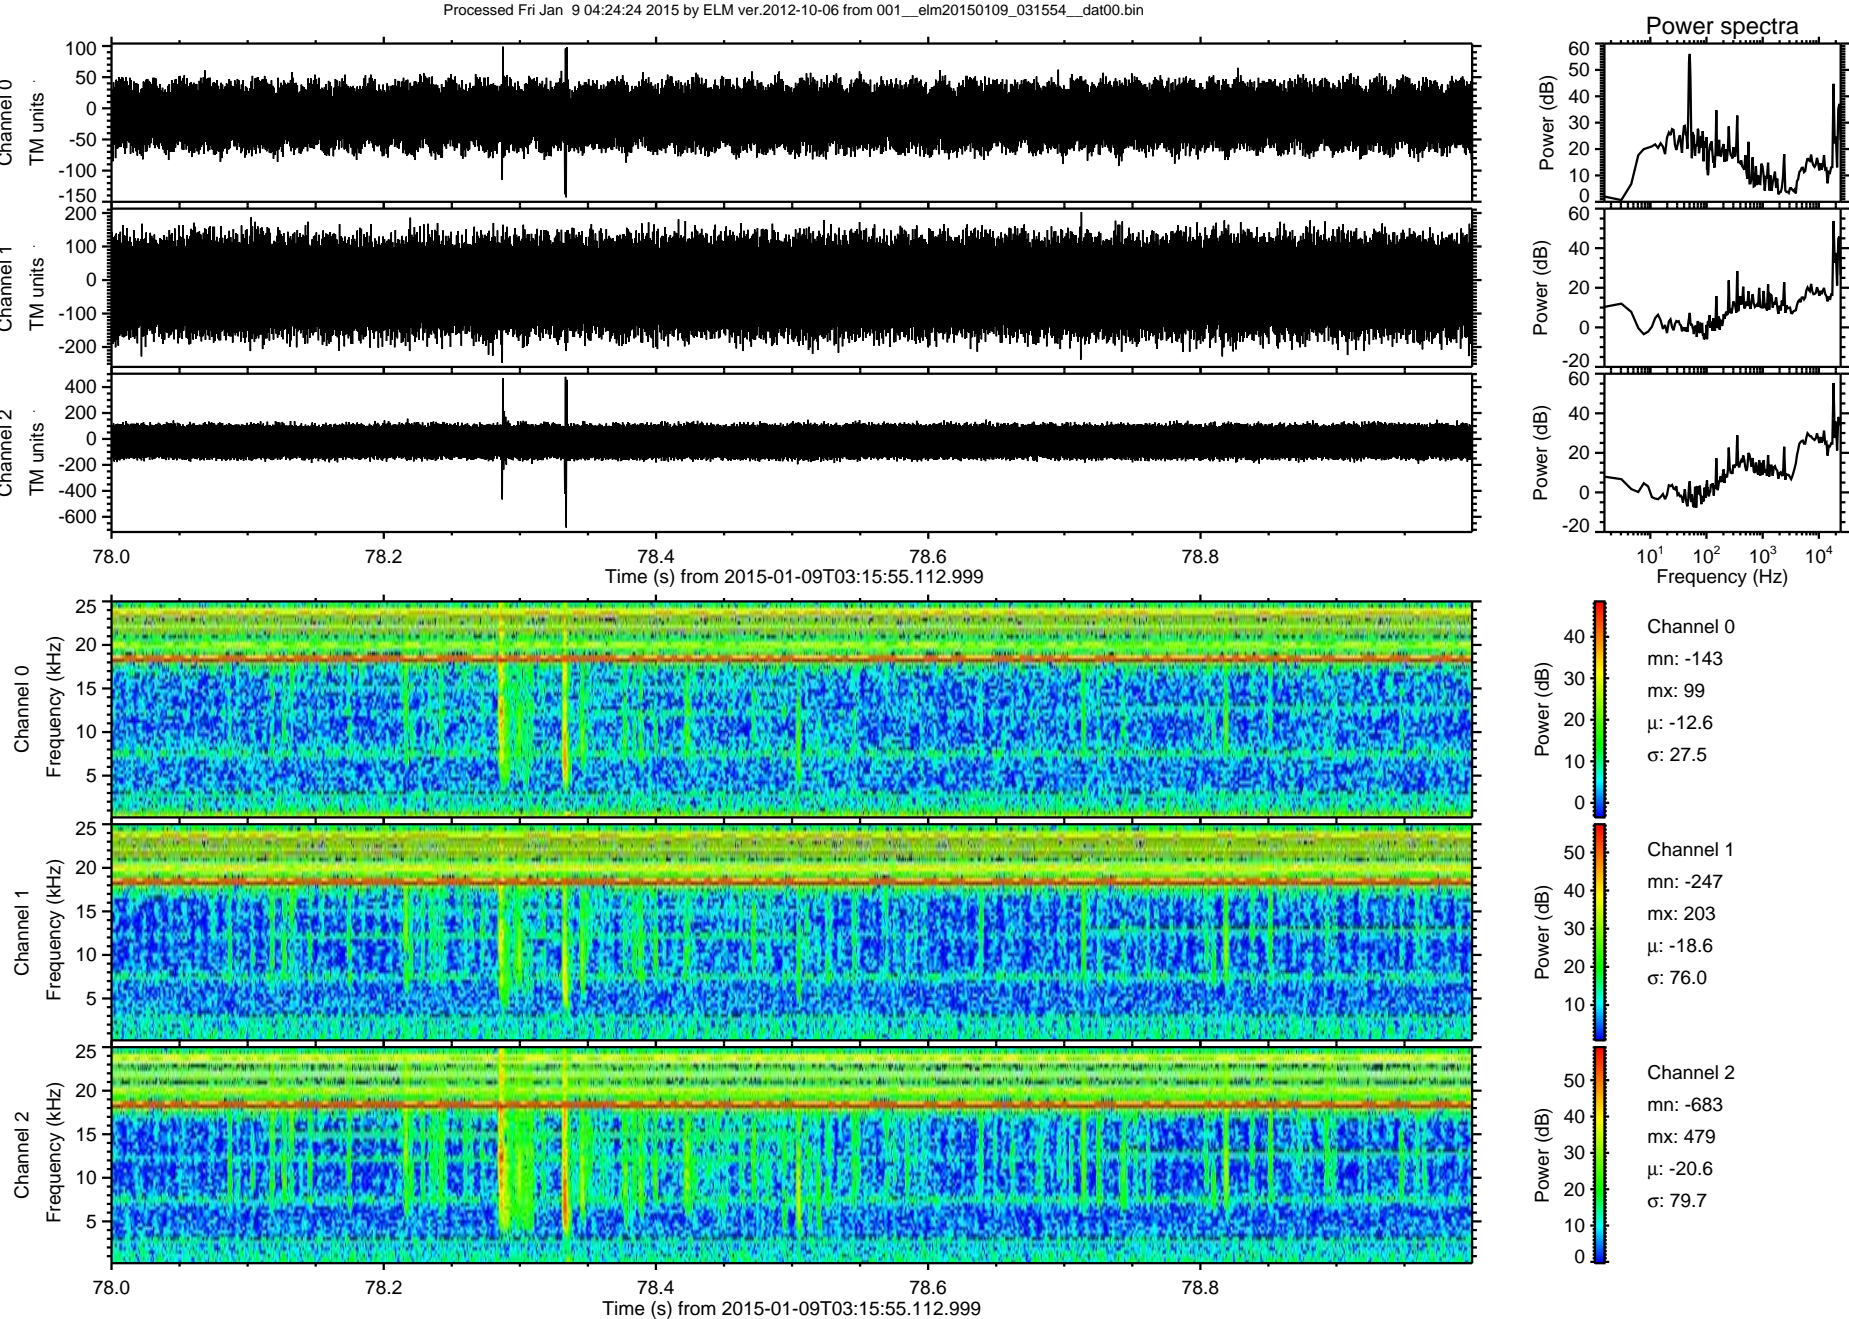 Processed Fri Jan  9 04:24:24 2015 by ELM ver.2012-10-06 from 001__elm20150109_031554__dat00.bin
Power spectra
Channel 0
TM units
100
50
0
-50
-100
-150
Power (dB)
60
50
40
30
20
10
0
Channel 1
TM units
200
100
0
-100
-200
Power (dB)
60
40
20
0
-20
Channel 2
TM units
400
200
0
-200
-400
-600
Power (dB)
60
40
20
0
-20
78.0 78.2 78.4 78.6 78.8
Time (s) from 2015-01-09T03:15:55.112.999
10¹ 10² 10³ 10⁴
Frequency (Hz)
Channel 0
Frequency (kHz)
25
20
15
10
5
Power (dB)
40
30
20
10
0
Channel 0
mn: -143
mx: 99
μ: -12.6
σ: 27.5
Channel 1
Frequency (kHz)
25
20
15
10
5
Power (dB)
50
40
30
20
10
Channel 1
mn: -247
mx: 203
μ: -18.6
σ: 76.0
Channel 2
Frequency (kHz)
25
20
15
10
5
Power (dB)
50
40
30
20
10
0
Channel 2
mn: -683
mx: 479
μ: -20.6
σ: 79.7
78.0 78.2 78.4 78.6 78.8
Time (s) from 2015-01-09T03:15:55.112.999